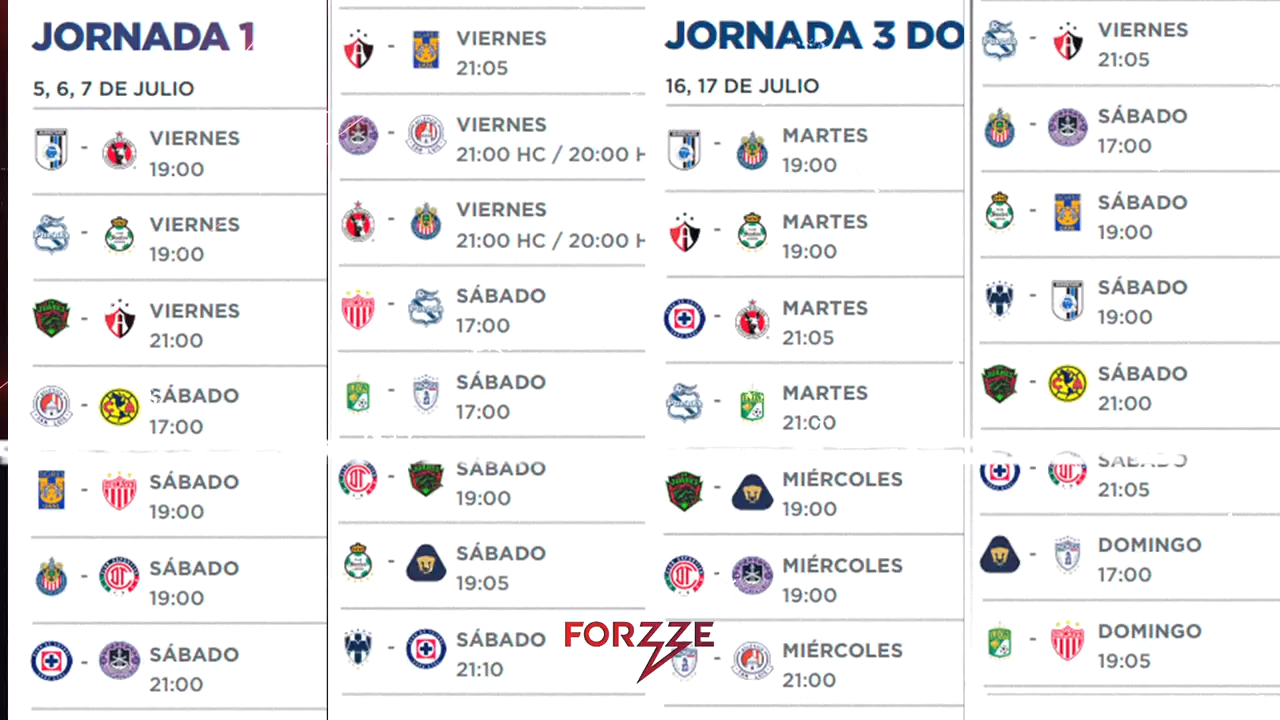 JORNADA 1
5, 6, 7 DE JULIO
VIERNES
19:00
VIERNES
19:00
VIERNES
21:00
SÁBADO
17:00
SÁBADO
19:00
SÁBADO
19:00
SÁBADO
21:00
VIERNES
21:05
VIERNES
21:00 HC / 20:00 H
VIERNES
21:00 HC / 20:00 H
SÁBADO
17:00
SÁBADO
17:00
SÁBADO
19:00
SÁBADO
19:05
SÁBADO
21:10
JORNADA 3 DO
16, 17 DE JULIO
MARTES
19:00
MARTES
19:00
MARTES
21:05
MARTES
21:00
MIÉRCOLES
19:00
MIÉRCOLES
19:00
MIÉRCOLES
21:00
VIERNES
21:05
SÁBADO
17:00
SÁBADO
19:00
SÁBADO
19:00
SÁBADO
21:00
SÁBADO
21:05
DOMINGO
17:00
DOMINGO
19:05
FORZZE